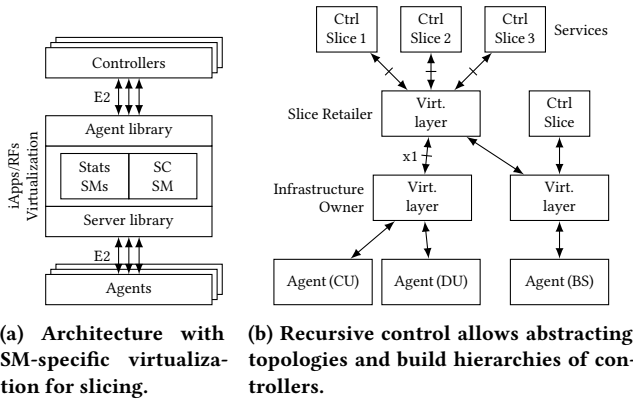 Controllers
E2
Agent library
iApps/RFs
Virtualization
Stats
SMs
SC
SM
Server library
E2
Agents
(a) Architecture with
SM-specific virtualiza-
tion for slicing.
Ctrl
Slice 1
Ctrl
Slice 2
Ctrl
Slice 3
Services
Slice Retailer
Virt.
layer
Ctrl
Slice
x1
Infrastructure
Owner
Virt.
layer
Virt.
layer
Agent (CU)
Agent (DU)
Agent (BS)
(b) Recursive control allows abstracting
topologies and build hierarchies of con-
trollers.